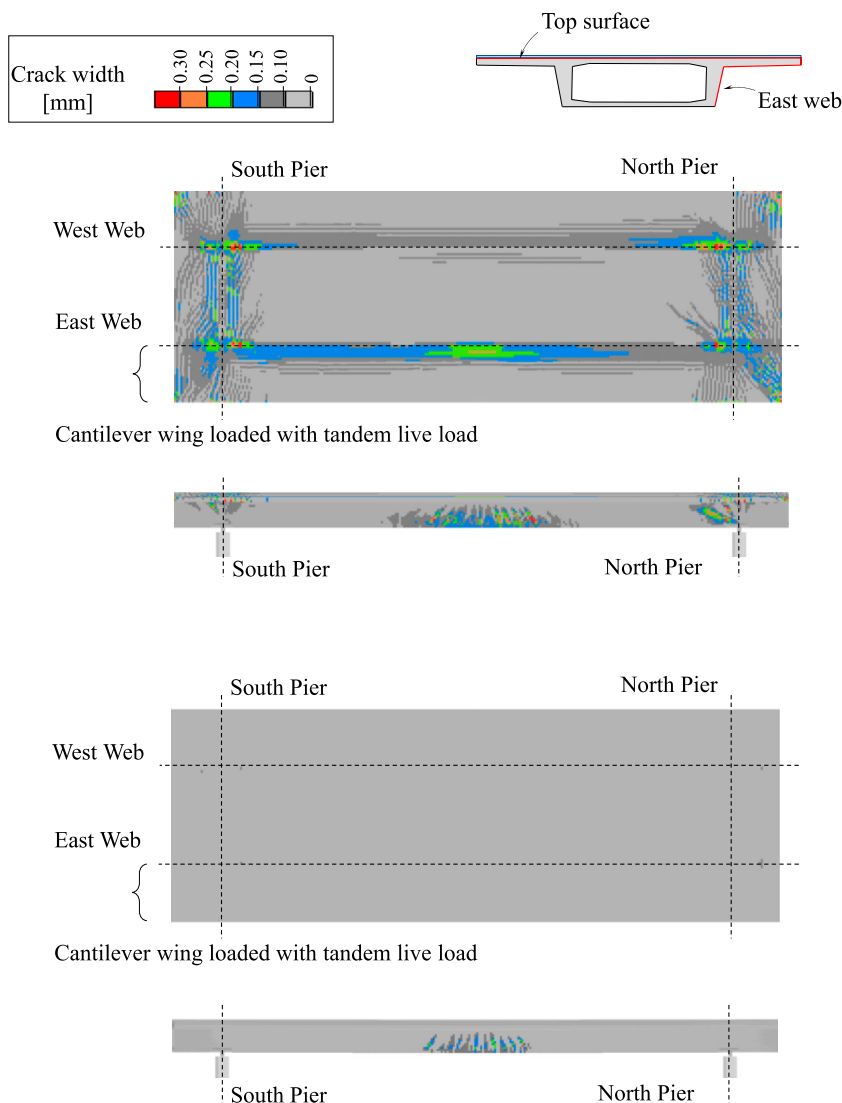 Top surface
Crack width
[mm]
0.30
0.25
0.20
0.15
0.10
0
East web
South Pier
North Pier
West Web
East Web
Cantilever wing loaded with tandem live load
South Pier
North Pier
South Pier
North Pier
West Web
East Web
Cantilever wing loaded with tandem live load
South Pier
North Pier